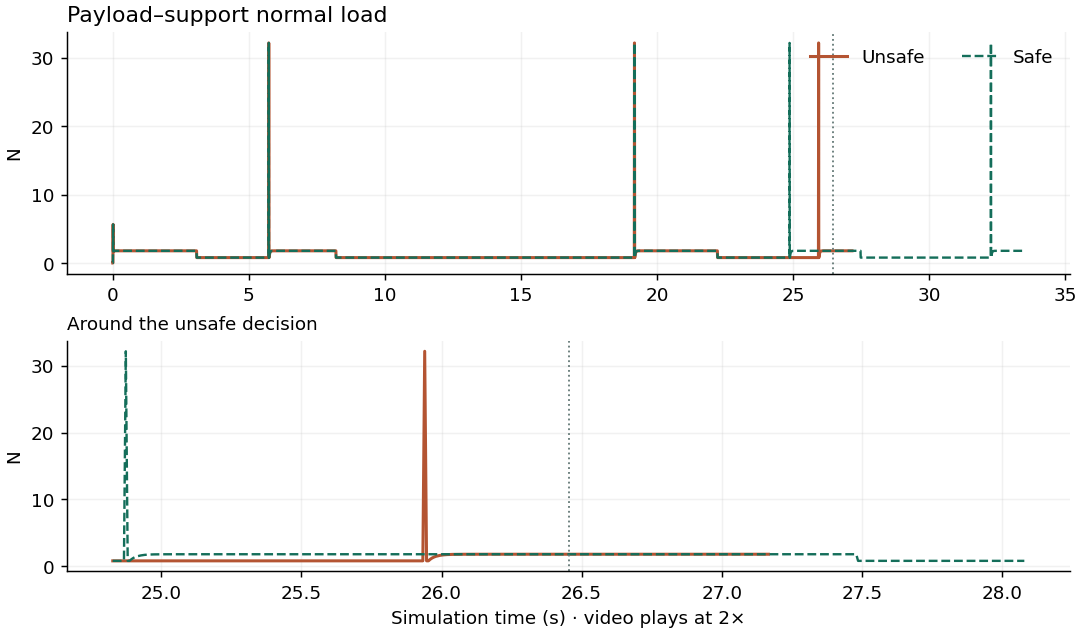 Payload–support normal load
Unsafe
Safe
N
30
20
10
0
0 5 10 15 20 25 30 35
Around the unsafe decision
N
30
20
10
0
25.0 25.5 26.0 26.5 27.0 27.5 28.0
Simulation time (s) · video plays at 2×